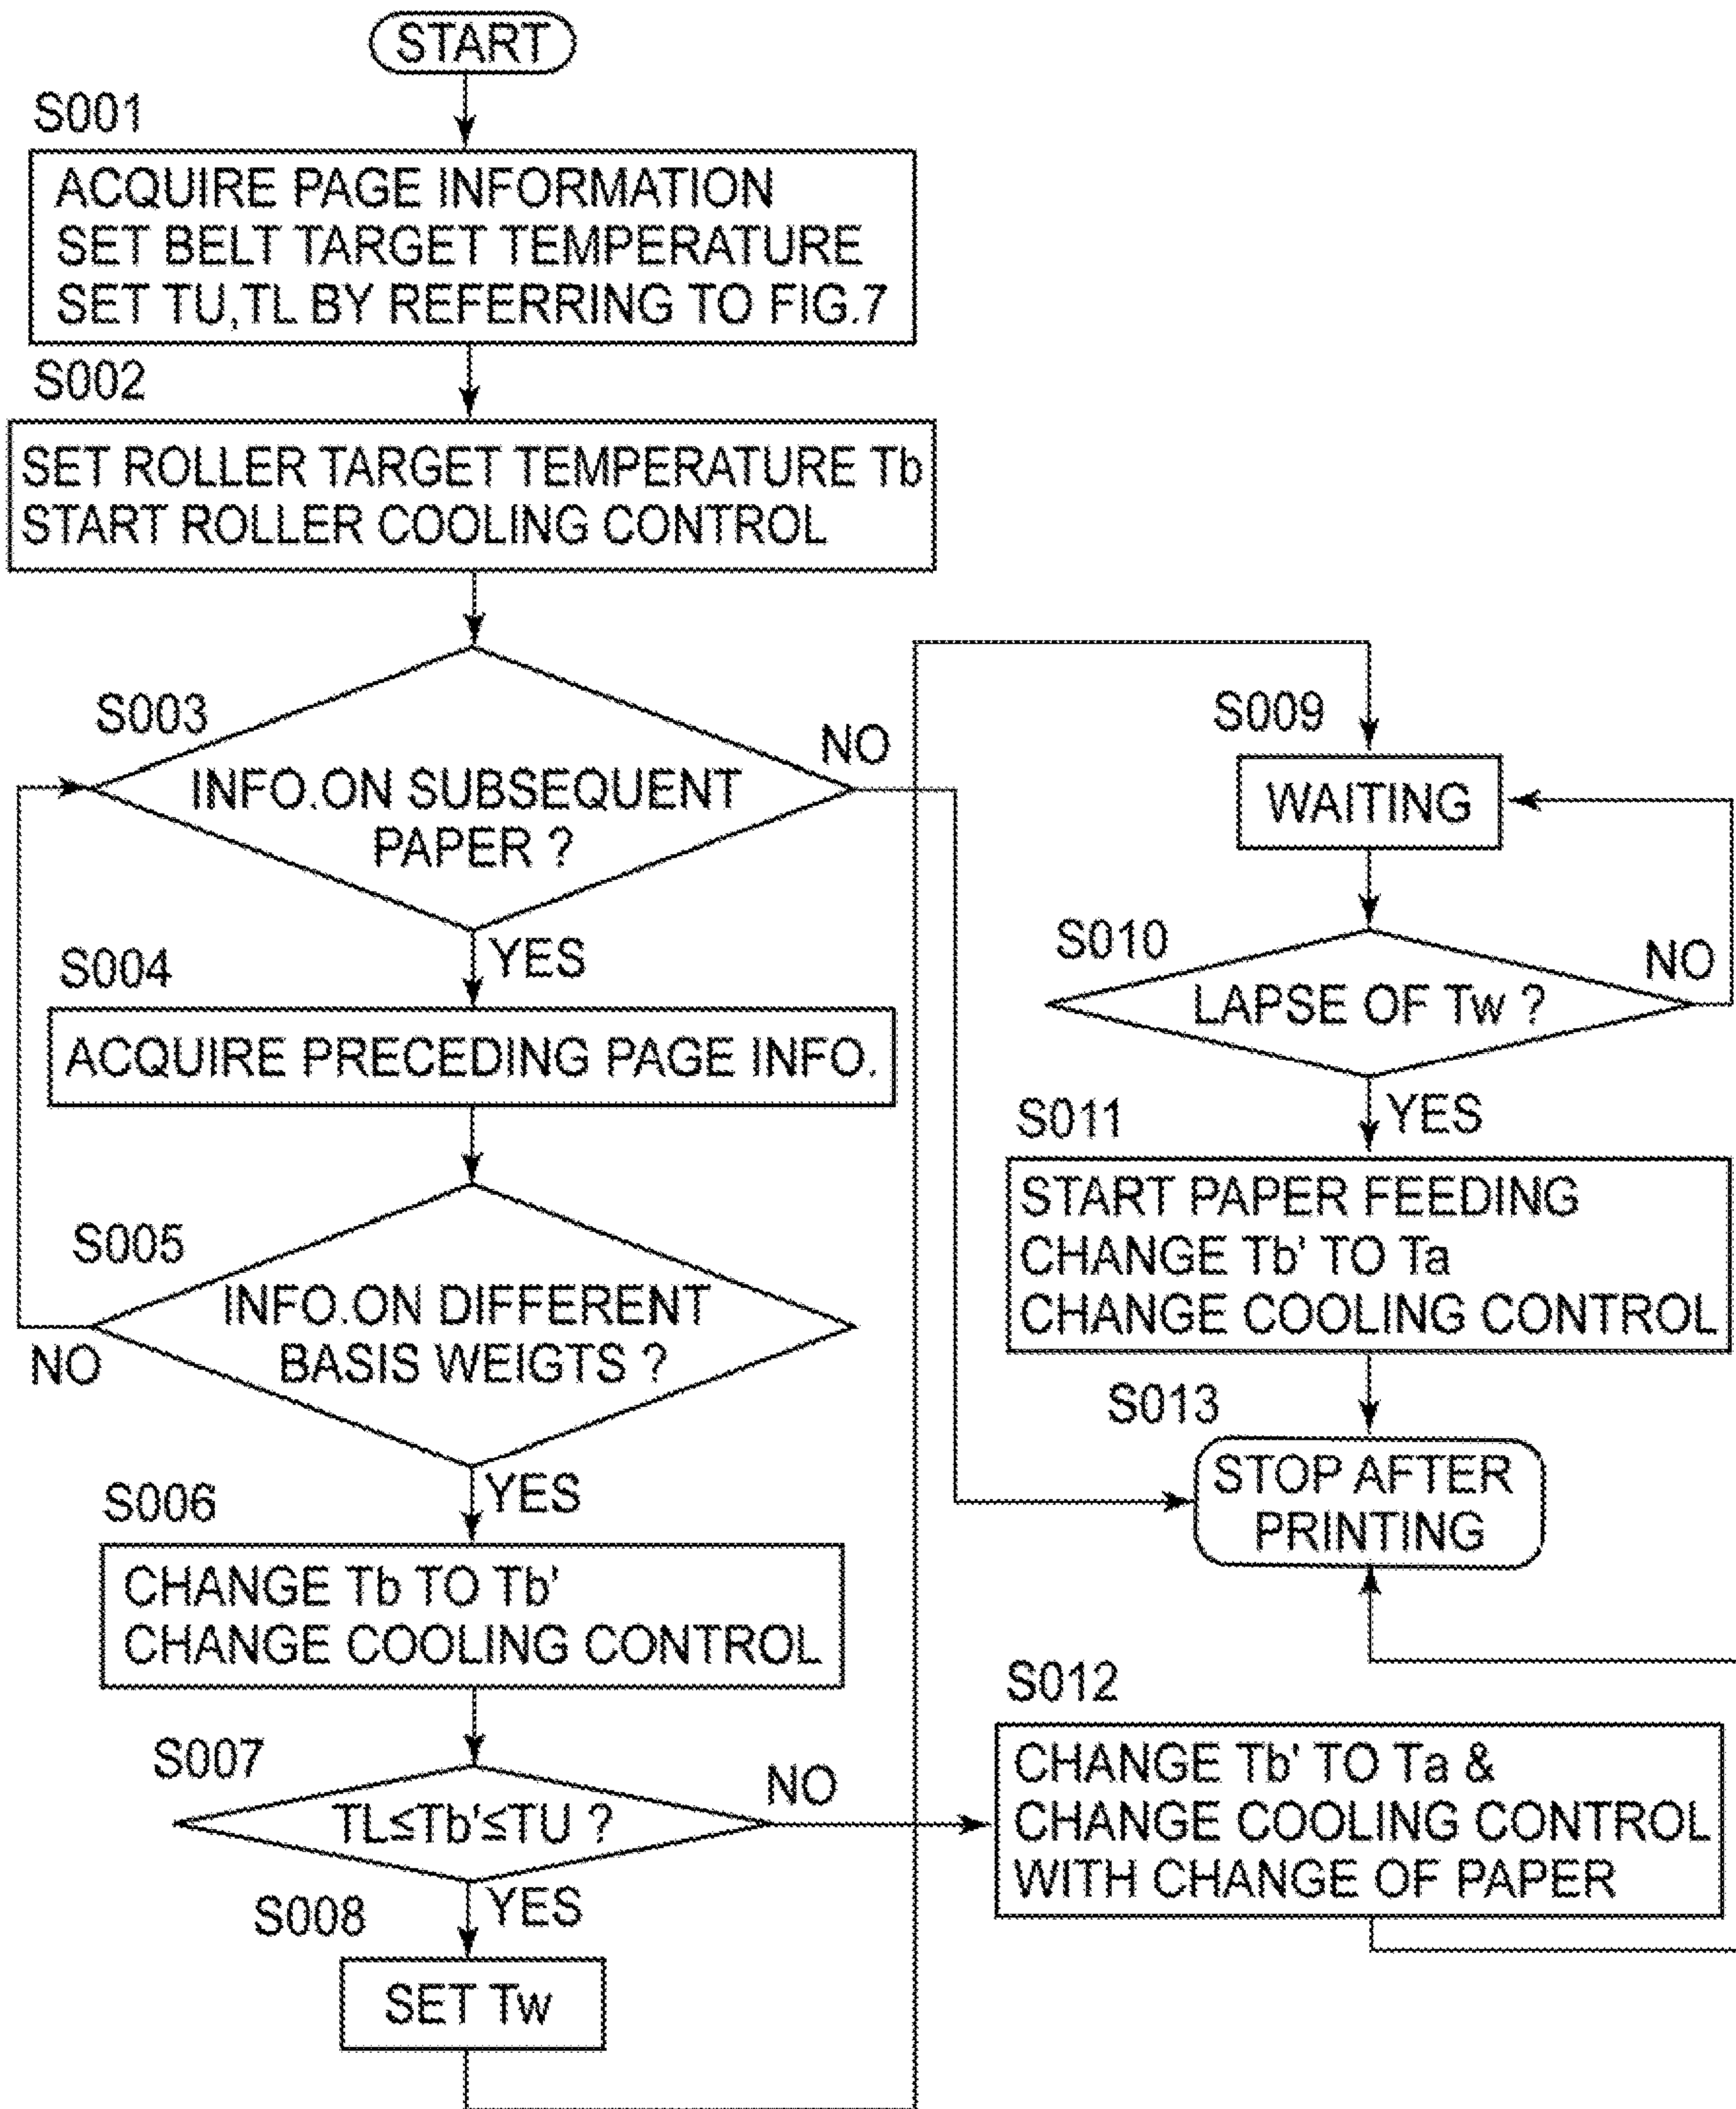 START
S001
ACQUIRE PAGE INFORMATION
SET BELT TARGET TEMPERATURE
SET TU,TL BY REFERRING TO FIG.7
S002
SET ROLLER TARGET TEMPERATURE Tb
START ROLLER COOLING CONTROL
S003
NO
INFO.ON SUBSEQUENT
PAPER ?
YES
S004
ACQUIRE PRECEDING PAGE INFO.
S005
INFO.ON DIFFERENT
BASIS WEIGTS ?
NO
YES
S006
CHANGE Tb TO Tb'
CHANGE COOLING CONTROL
S007
NO
TL≤Tb'≤TU ?
YES
S008
SET Tw
S009
WAITING
S010
NO
LAPSE OF Tw ?
YES
S011
START PAPER FEEDING
CHANGE Tb' TO Ta
CHANGE COOLING CONTROL
S013
STOP AFTER
PRINTING
S012
CHANGE Tb' TO Ta &
CHANGE COOLING CONTROL
WITH CHANGE OF PAPER